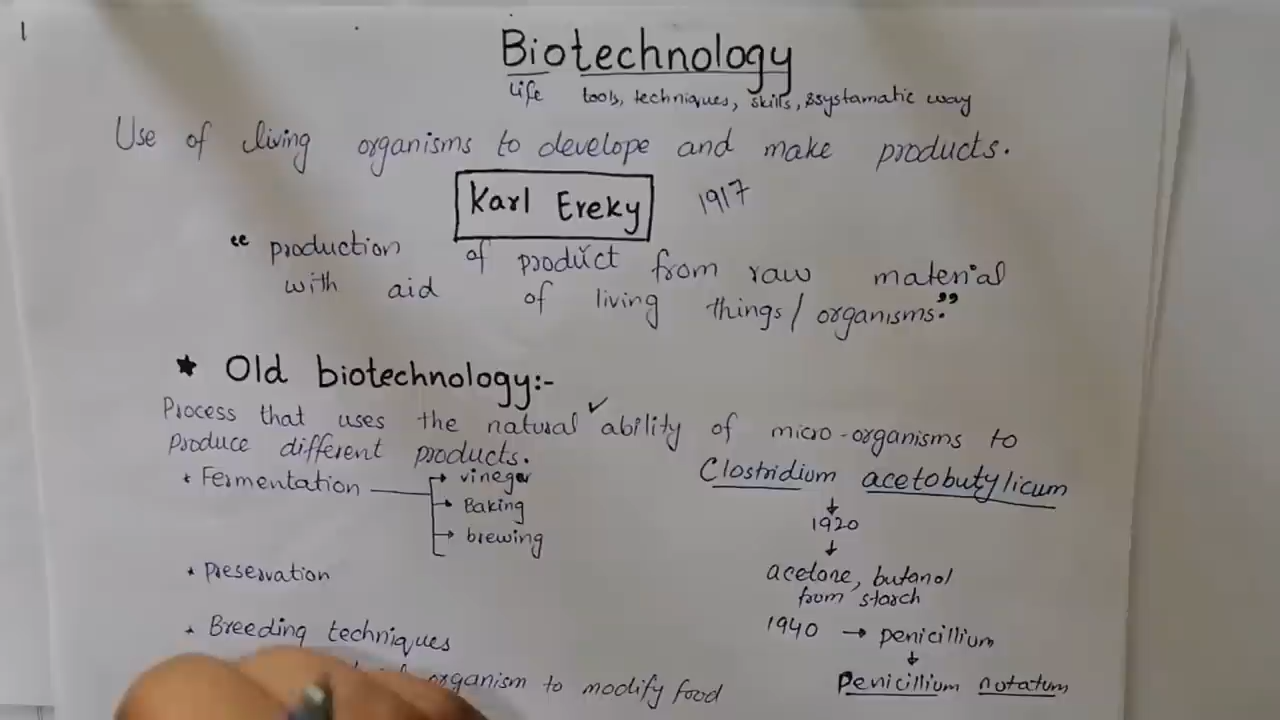 1
Biotechnology
Life tools, techniques, skills, & systamatic way
Use of living organisms to develope and make products.
Karl Ereky 1917
“ production of product from raw material
with aid of living things/organisms.”
★ Old biotechnology:-
Process that uses the natural ✓ ability of micro-organisms to
produce different products.
* Fermentation → vineger
→ Baking
→ brewing
* Preservation
* Breeding techniques
organism to modify food
Clostridium acetobutylicum
↓
1920
↓
acetone, butanol
from starch
1940 → penicillium
↓
Penicillium notatum